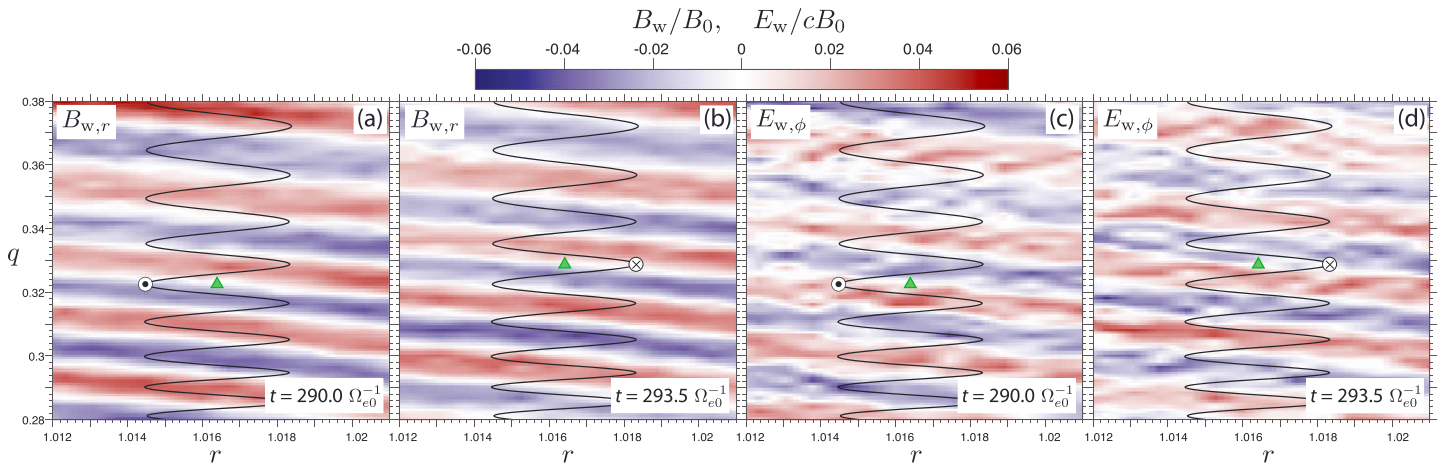 B_w/B_0, E_w/cB_0
-0.06 -0.04 -0.02 0 0.02 0.04 0.06
B_w,r (a) B_w,r (b) E_w,ϕ (c) E_w,ϕ (d)
0.38
0.36
0.34
q
0.32
0.3
0.28
t = 290.0 Ω_e0^-1 t = 293.5 Ω_e0^-1 t = 290.0 Ω_e0^-1 t = 293.5 Ω_e0^-1
1.012 1.014 1.016 1.018 1.02 1.012 1.014 1.016 1.018 1.02 1.012 1.014 1.016 1.018 1.02 1.012 1.014 1.016 1.018 1.02
r r r r